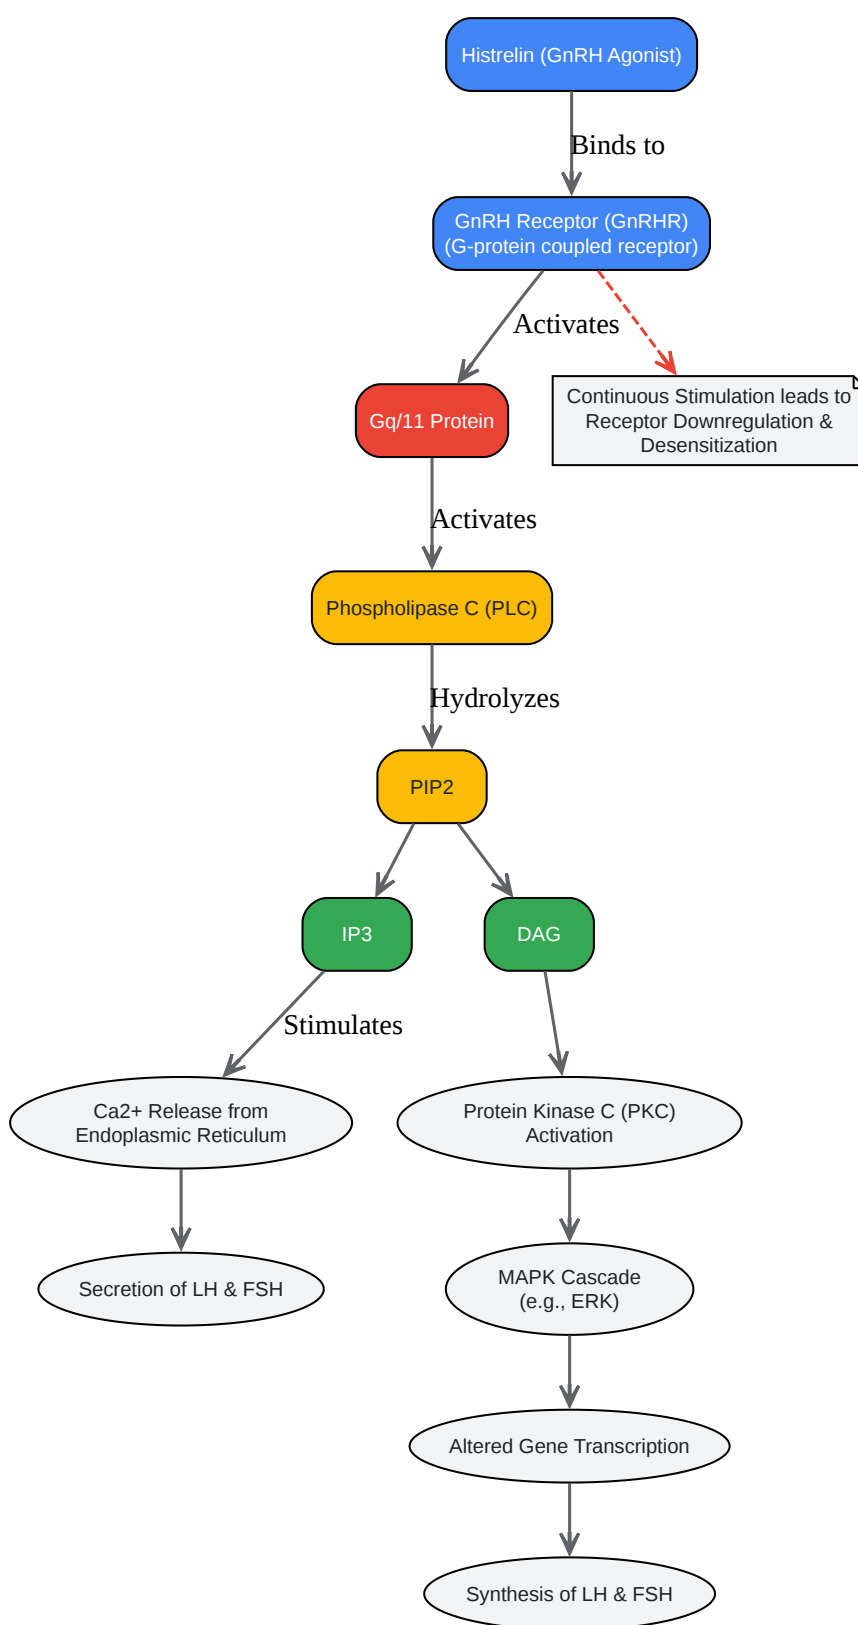 Histrelin (GnRH Agonist)
Binds to
GnRH Receptor (GnRHR)
(G-protein coupled receptor)
Activates
Gq/11 Protein
Continuous Stimulation leads to
Receptor Downregulation &
Desensitization
Activates
Phospholipase C (PLC)
Hydrolyzes
PIP2
IP3
DAG
Stimulates
Ca2+ Release from
Endoplasmic Reticulum
Protein Kinase C (PKC)
Activation
Secretion of LH & FSH
MAPK Cascade
(e.g., ERK)
Altered Gene Transcription
Synthesis of LH & FSH